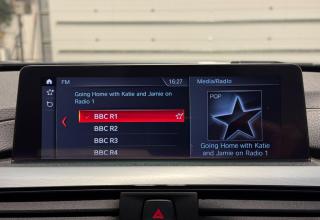 FM
16:27
Media/Radio
Going Home with Katie and Jamie on
Radio 1
BBC R1
BBC R2
BBC R3
BBC R4
POP
Going Home with Katie
and Jamie on Radio 1